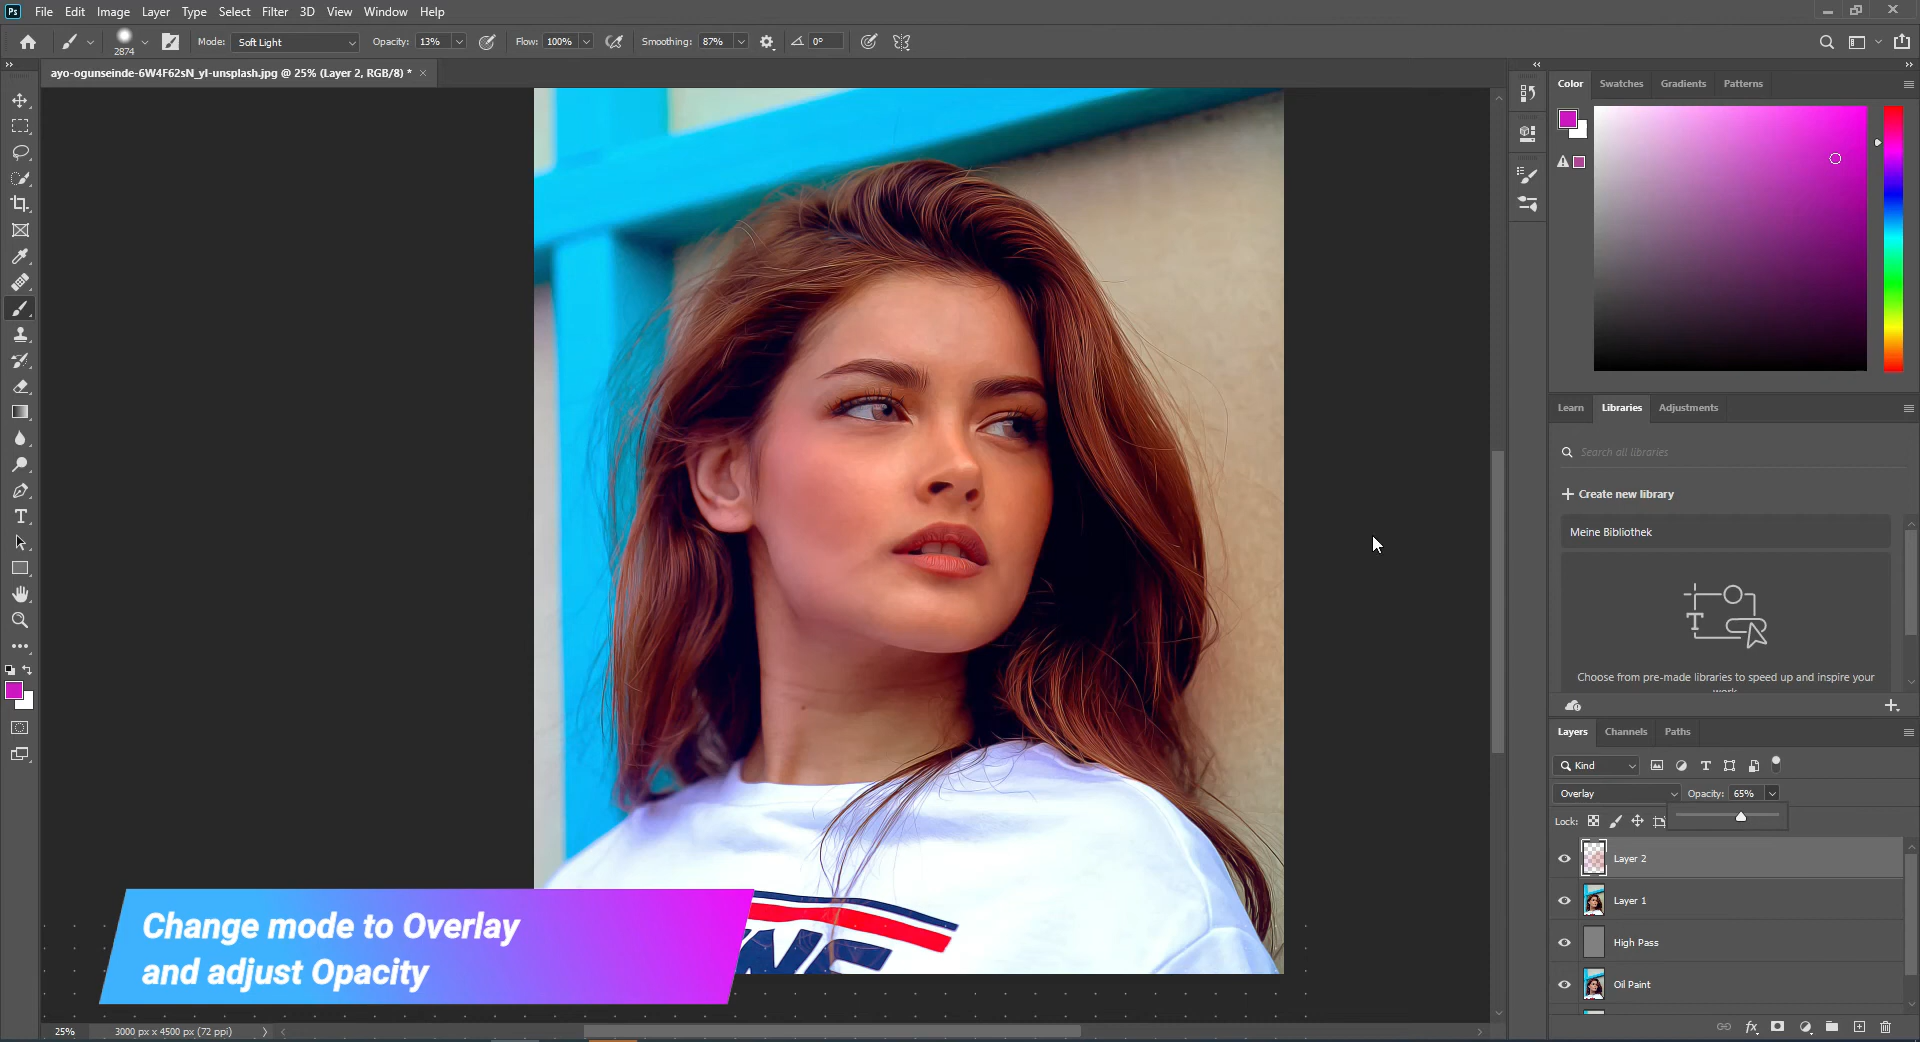 Ps File Edit Image Layer Type Select Filter 3D View Window Help
2874 Mode: Soft Light Opacity: 13% Flow: 100% Smoothing: 87% 0°
ayo-ogunseinde-6W4F62sN_yI-unsplash.jpg @ 25% (Layer 2, RGB/8) *
Color Swatches Gradients Patterns
Learn Libraries Adjustments
Search all libraries
Create new library
Meine Bibliothek
Choose from pre-made libraries to speed up and inspire your
work
Layers Channels Paths
Kind
Overlay Opacity: 65%
Lock:
Layer 2
Layer 1
High Pass
Oil Paint
Change mode to Overlay
and adjust Opacity
25% 3000 px x 4500 px (72 ppi)